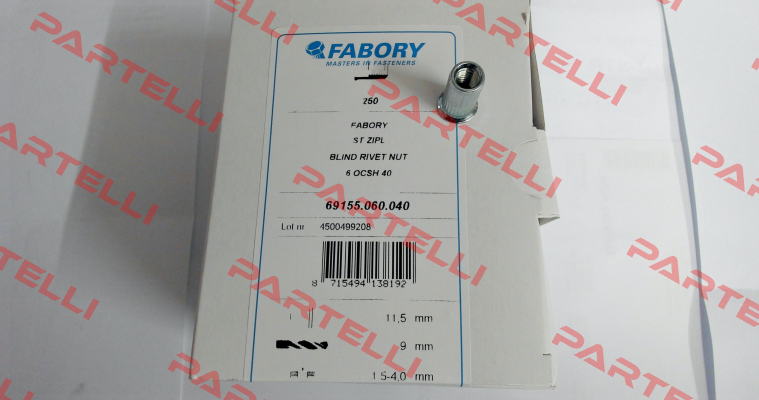 FABORY
MASTERS IN FASTENERS
250
FABORY
ST ZIPL
BLIND RIVET NUT
6 OCSH 40
69155.060.040
Lot nr 4500499208
8 715494 138192
11,5 mm
9 mm
1.5-4.0 mm
PARTELLI
PARTELLI
PARTELLI
PARTELLI
PARTELLI
PARTELLI
PARTELLI
PARTELLI
PARTELLI